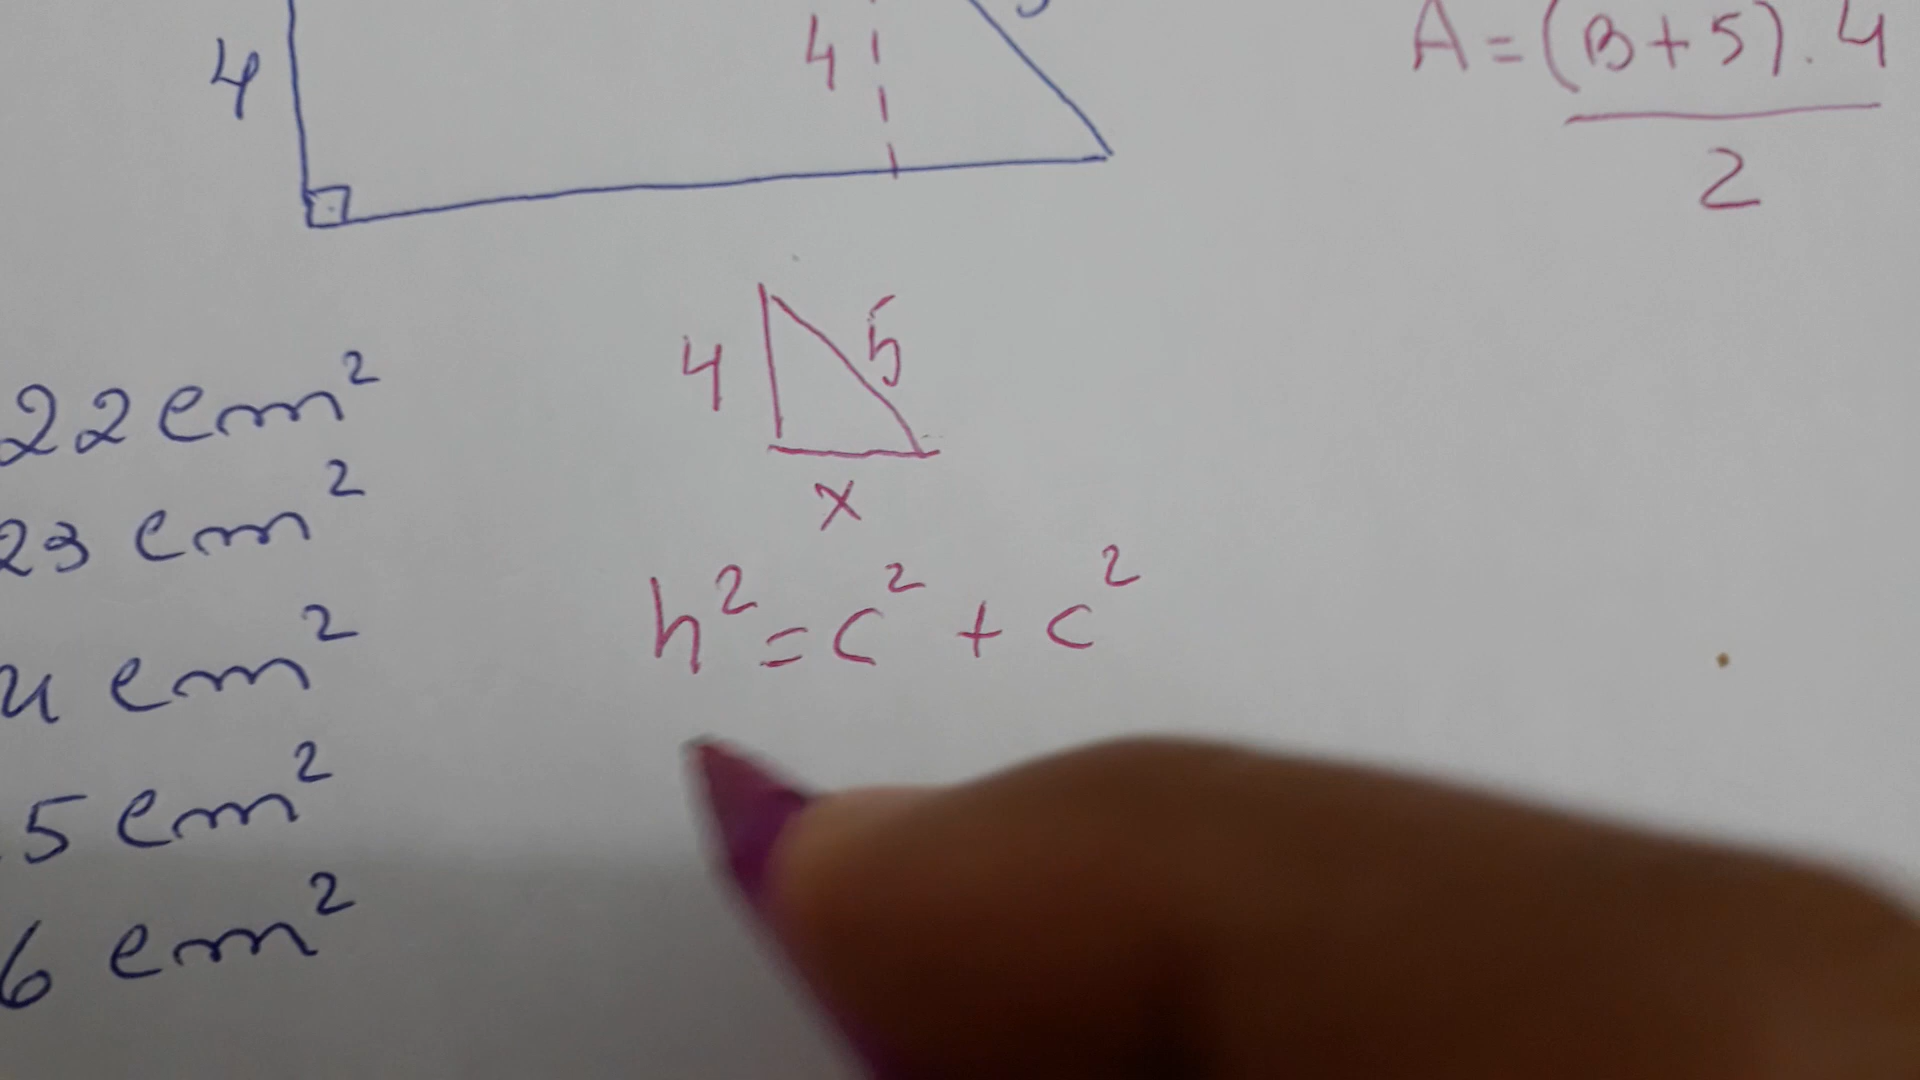 A = (B + 5) . 4
2
4
4
4
5
x
h² = c² + c²
22 cm²
23 cm²
4 cm²
5 cm²
6 cm²